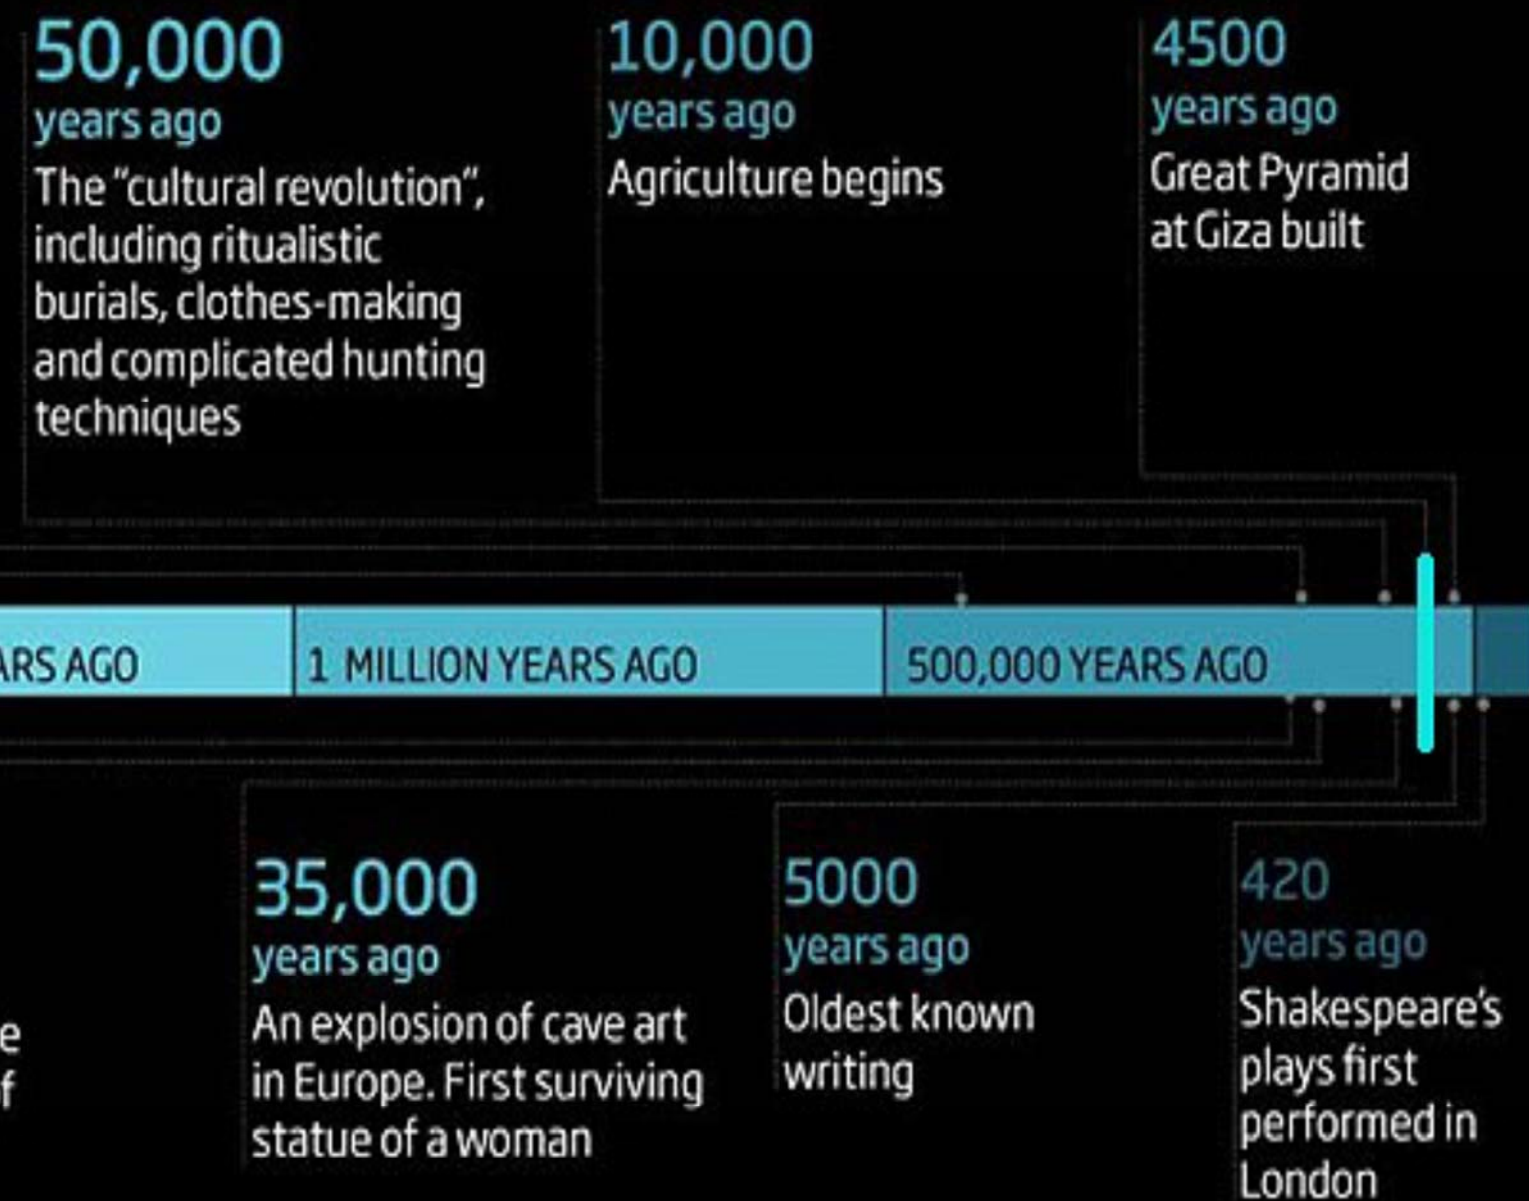 50,000
years ago
The “cultural revolution“,
including ritualistic
burials, clothes-making
and complicated hunting
techniques
10,000
years ago
Agriculture begins
4500
years ago
Great Pyramid
at Giza built
ARS AGO
1 MILLION YEARS AGO
500,000 YEARS AGO
e
f
35,000
years ago
An explosion of cave art
in Europe. First surviving
statue of a woman
5000
years ago
Oldest known
writing
420
years ago
Shakespeare’s
plays first
performed in
London